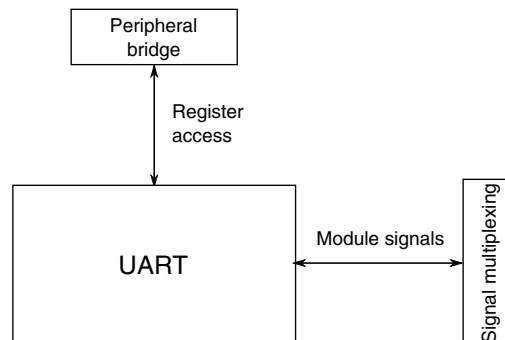 Peripheral
bridge
Register
access
UART
Module signals
Signal multiplexing